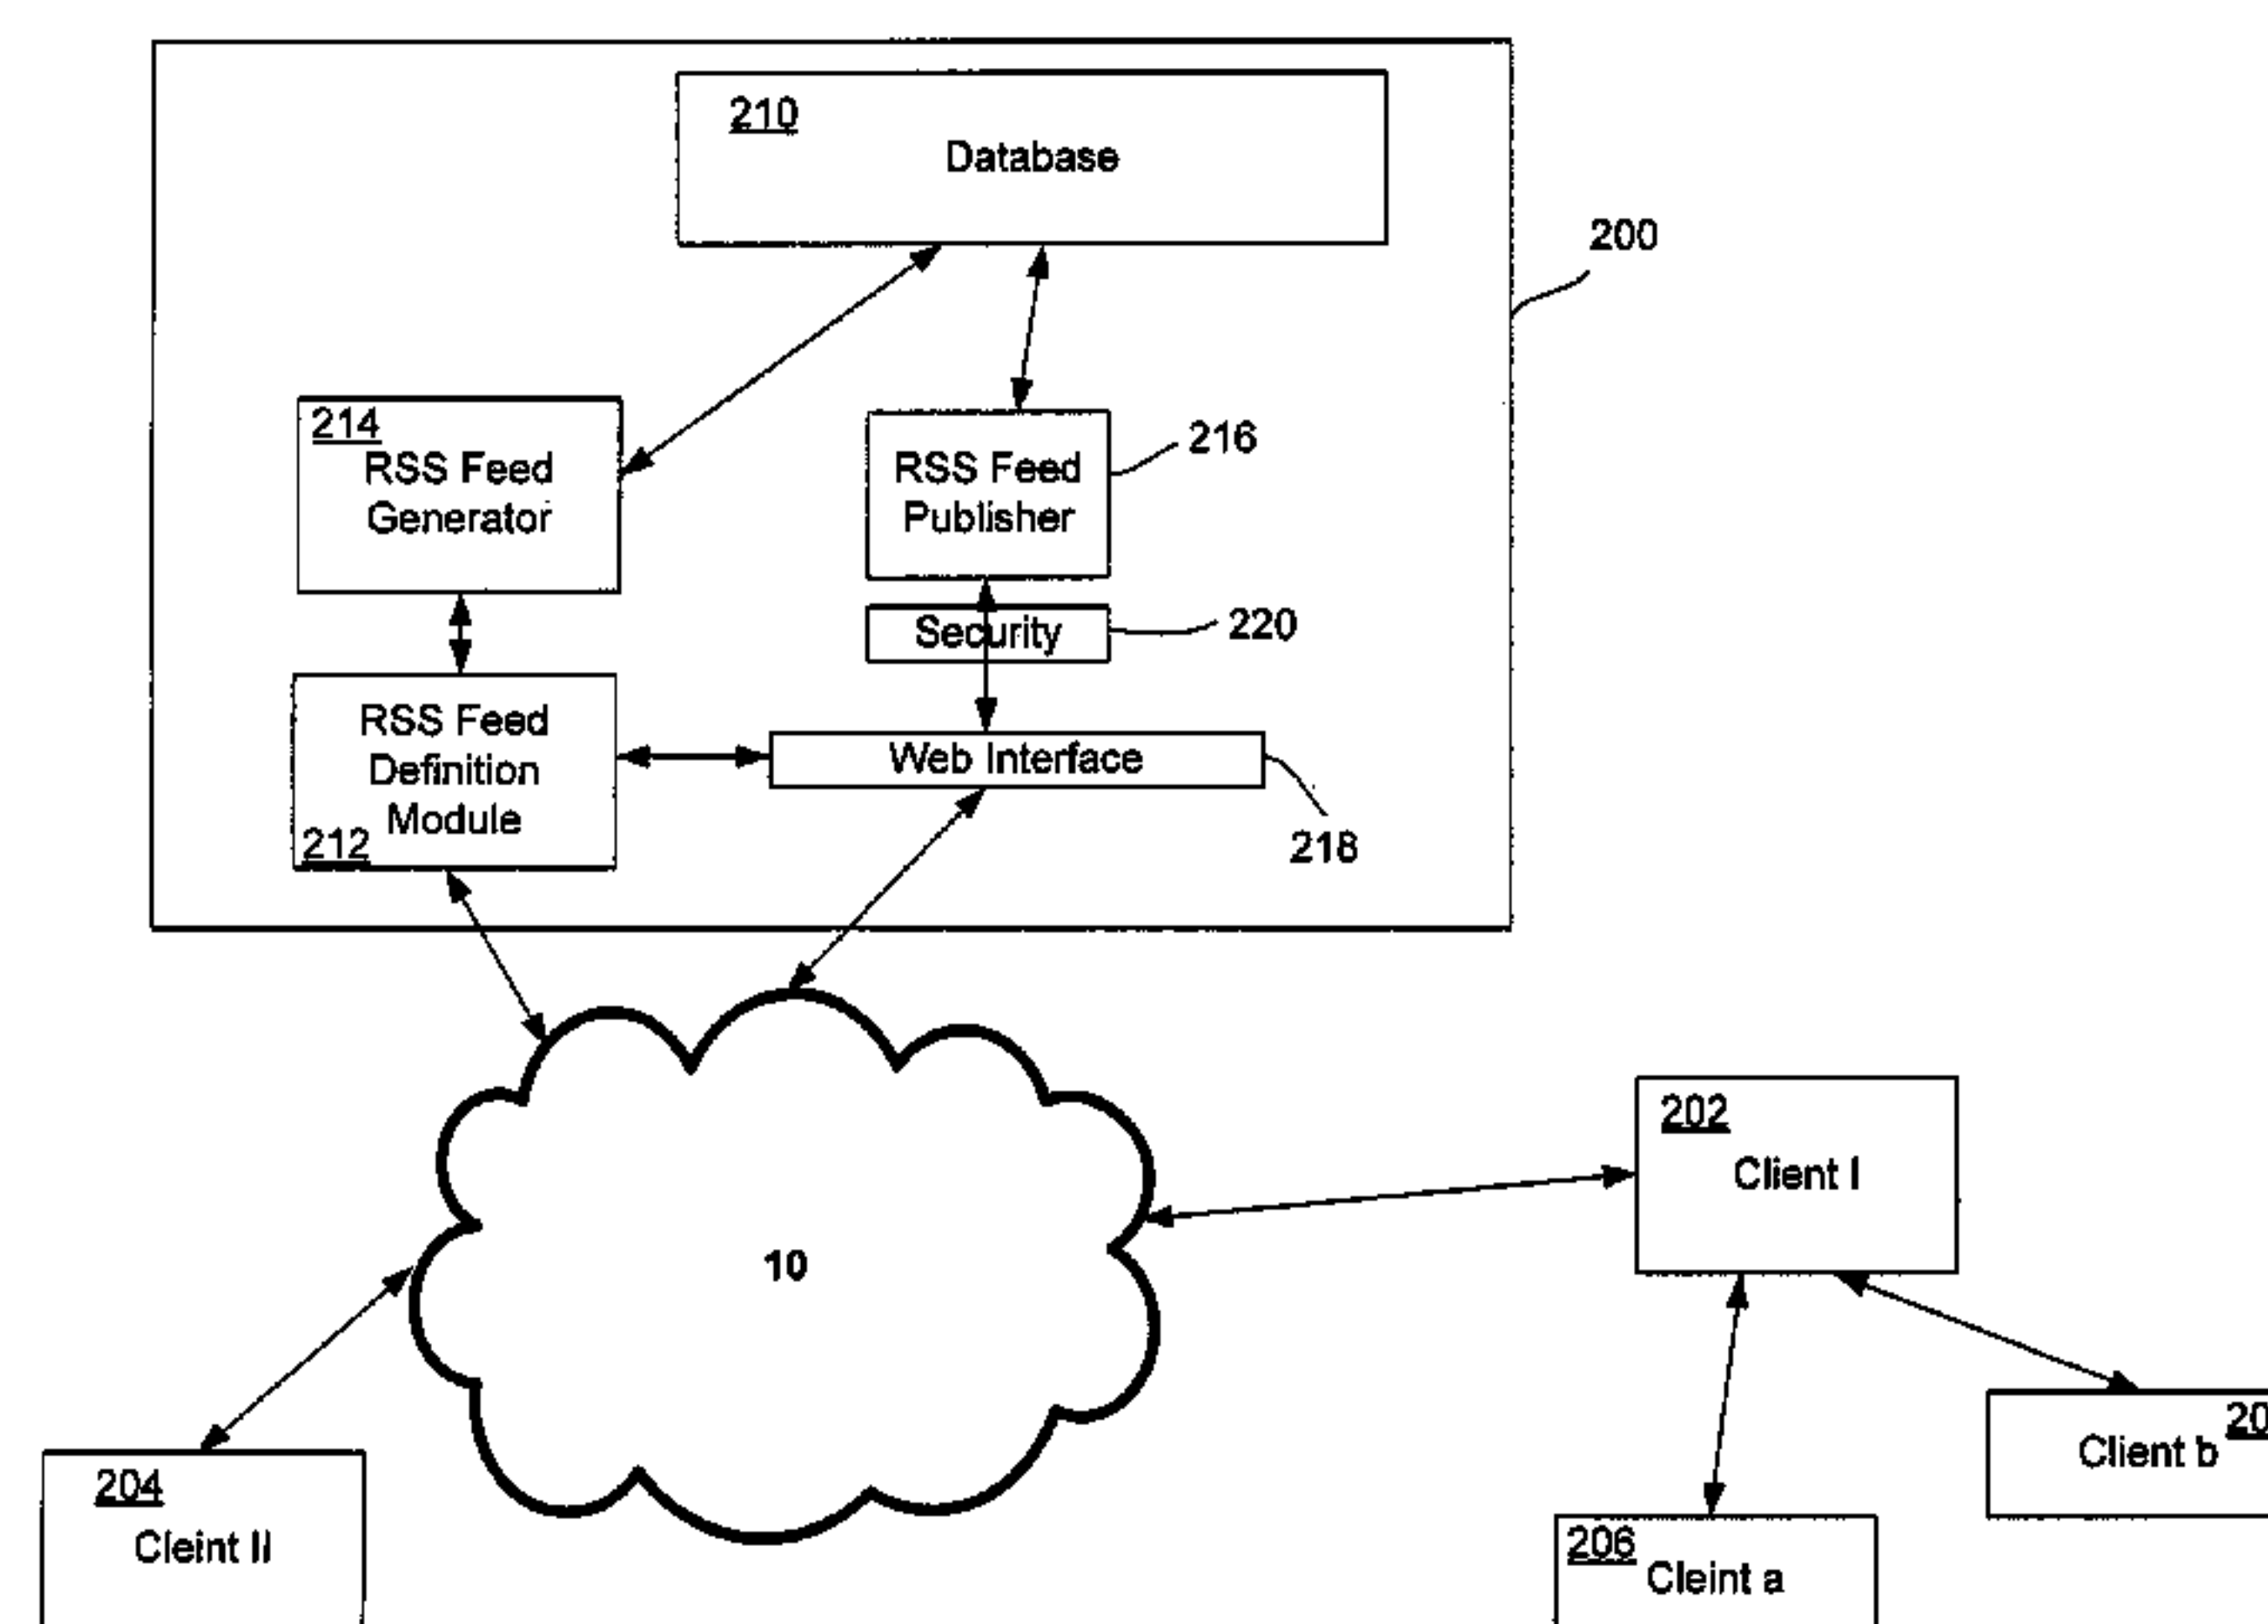 210
Database
200
214
RSS Feed
Generator
RSS Feed
Publisher
216
Security
220
RSS Feed
Definition
Module
212
Web Interface
218
10
202
Client I
204
Cleint II
Client b
206
Cleint a